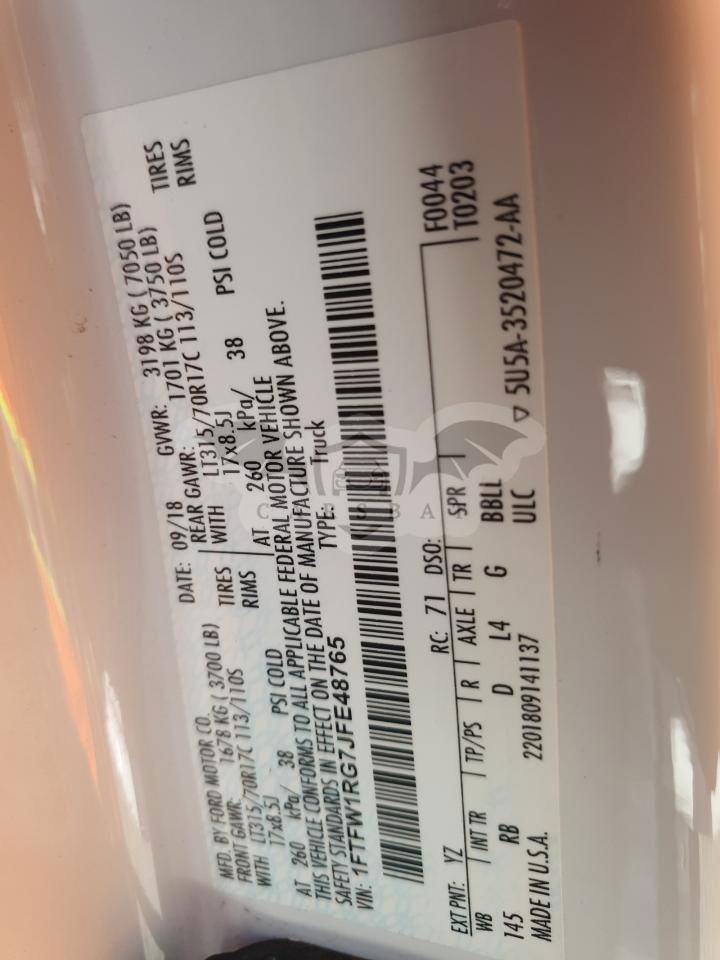 MFD. BY FORD MOTOR CO.
DATE: 09/18 GVWR: 3198 KG ( 7050 LB)
FRONT GAWR: 1678 KG ( 3700 LB)
REAR GAWR: 1701 KG ( 3750 LB)
WITH LT315/70R17C 113/110S TIRES
WITH LT315/70R17C 113/110S TIRES
17x8.5J RIMS
17x8.5J RIMS
AT 260 kPa/ 38 PSI COLD
AT 260 kPa/ 38 PSI COLD
THIS VEHICLE CONFORMS TO ALL APPLICABLE FEDERAL MOTOR VEHICLE
SAFETY STANDARDS IN EFFECT ON THE DATE OF MANUFACTURE SHOWN ABOVE.
VIN: 1FTFW1RG7JFE48765
TYPE: Truck
F0044
T0203
EXT PNT: YZ RC: 71 DSO:
WB INT TR TP/PS R AXLE TR SPR
145 RB D L4 G BBLL
2201809141137 ULC
MADE IN U.S.A. ▽ 5U5A-3520472-AA
CARSBAT